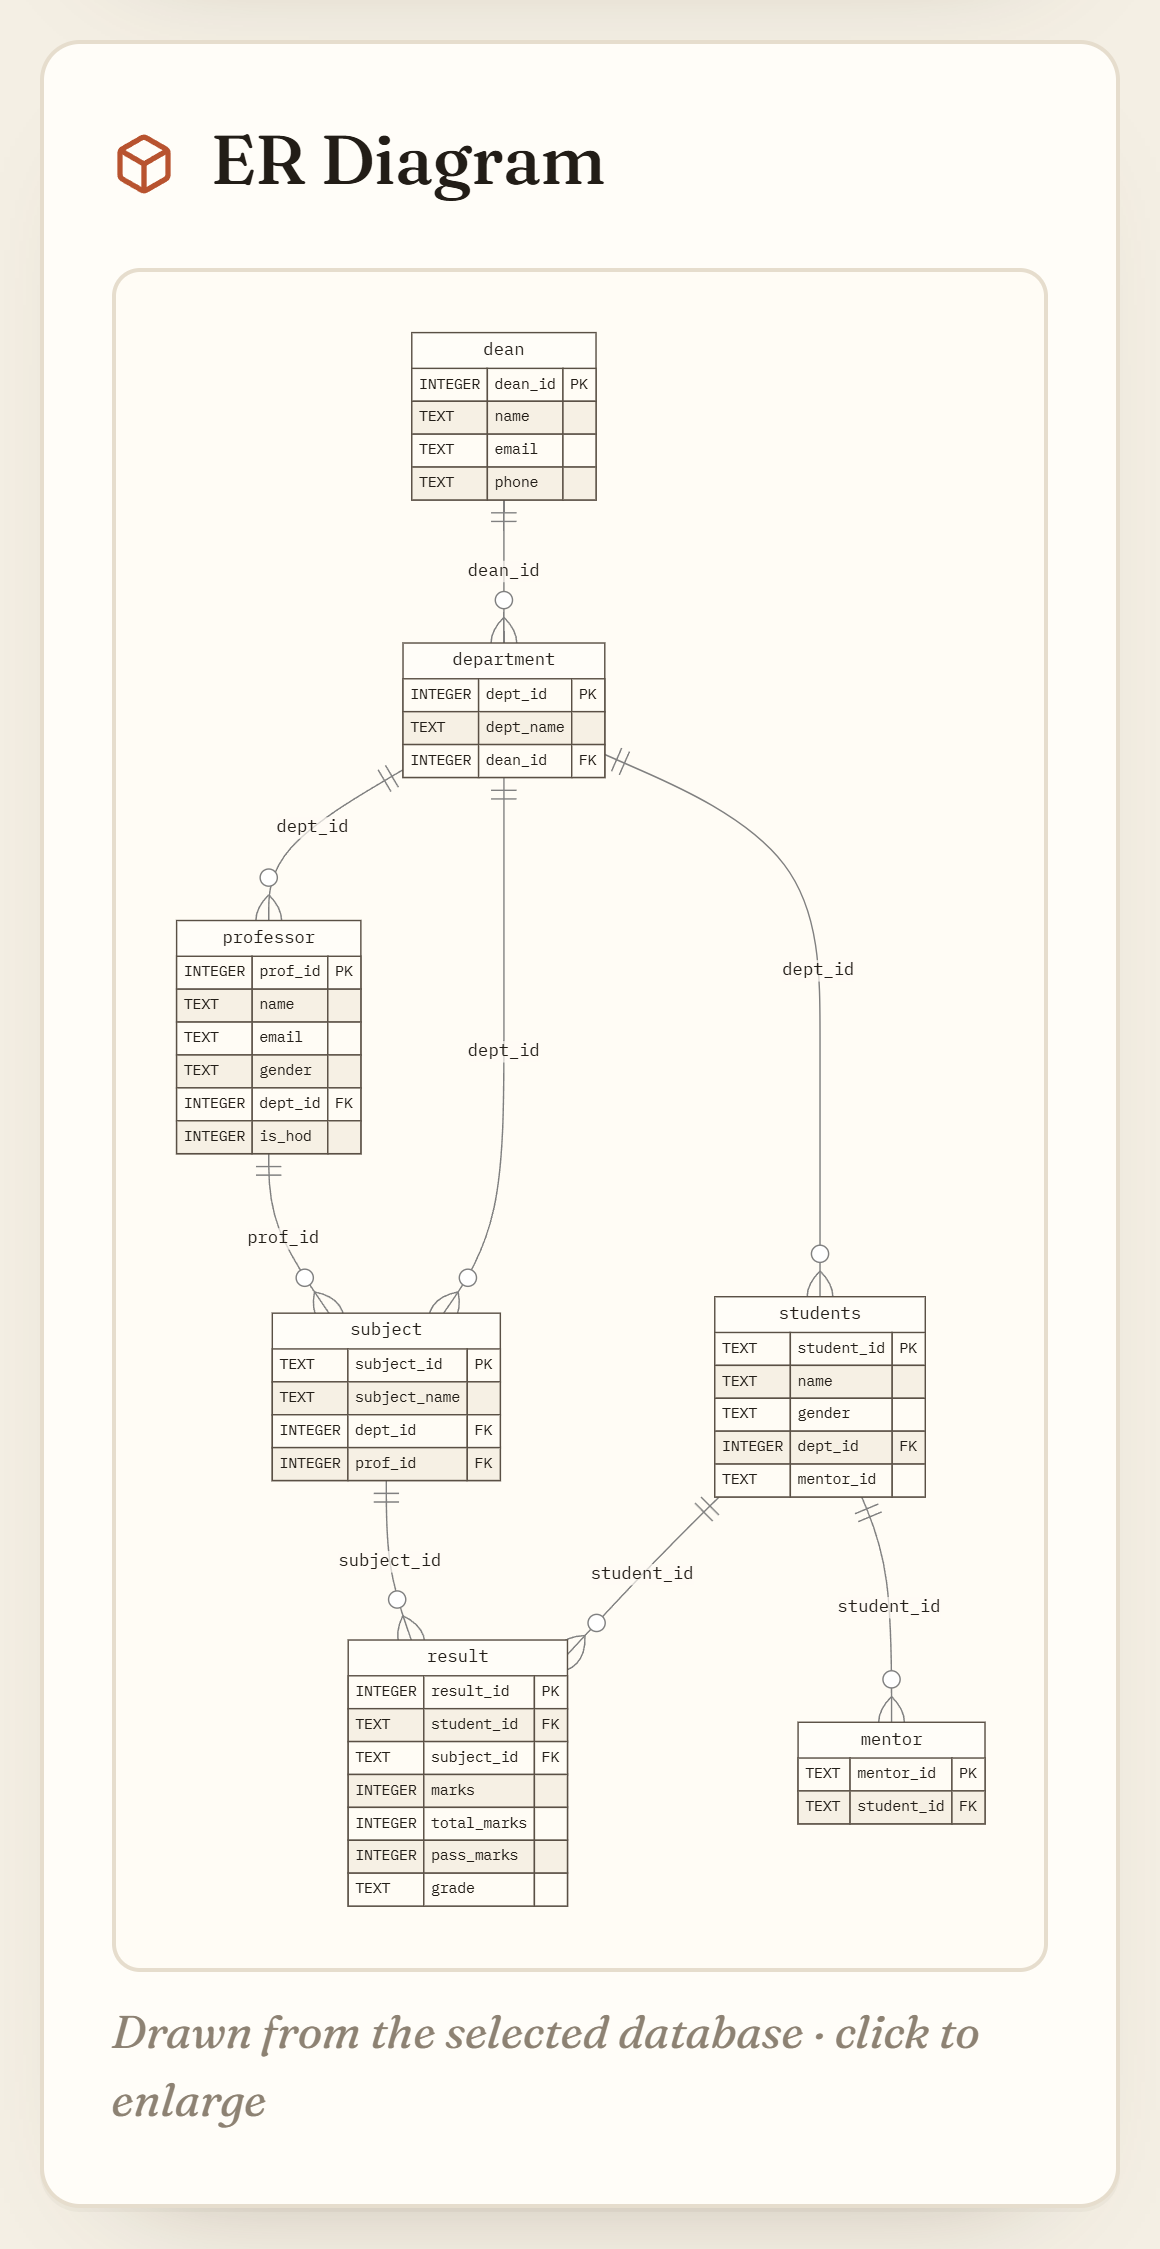 ER Diagram
dean
INTEGER dean_id PK
TEXT name
TEXT email
TEXT phone
dean_id
department
INTEGER dept_id PK
TEXT dept_name
INTEGER dean_id FK
dept_id
professor
INTEGER prof_id PK
TEXT name
TEXT email
TEXT gender
INTEGER dept_id FK
INTEGER is_hod
dept_id
dept_id
prof_id
subject
TEXT subject_id PK
TEXT subject_name
INTEGER dept_id FK
INTEGER prof_id FK
students
TEXT student_id PK
TEXT name
TEXT gender
INTEGER dept_id FK
TEXT mentor_id
subject_id
student_id
student_id
result
INTEGER result_id PK
TEXT student_id FK
TEXT subject_id FK
INTEGER marks
INTEGER total_marks
INTEGER pass_marks
TEXT grade
mentor
TEXT mentor_id PK
TEXT student_id FK
Drawn from the selected database · click to
enlarge